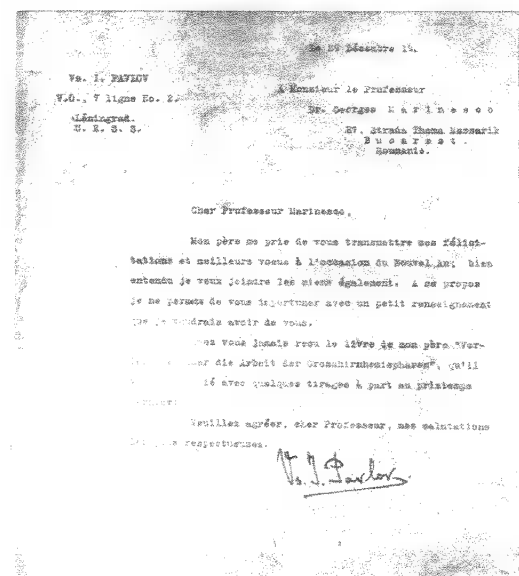 Le 29 Décembre
Vs. I. PAVLOV
V.O., 7 ligne No. 2.
Léningrad.
U. R. S. S.
A Monsieur le Professeur
Dr. Georges Marinesco
Strada Thoma Massarik
Bucarest.
Roumanie.
Cher Professeur Marinesco,
Mon père me prie de vous transmettre ses félici-
tations et meilleurs voeux à l'occasion du Nouvel An; bien
entendu je veux joindre les miens également. A ce propos
je me permets de vous importuner avec un petit renseignement
que je voudrais avoir de vous.
vous jamais reçu le livre de mon père "Vor-
die Arbeit der Grosshirnhemisphären", qu'il
avec quelques tirages à part au printemps
Veuillez agréer, cher Professeur, mes salutations
respectueuses.
Vs. I. Pavlov